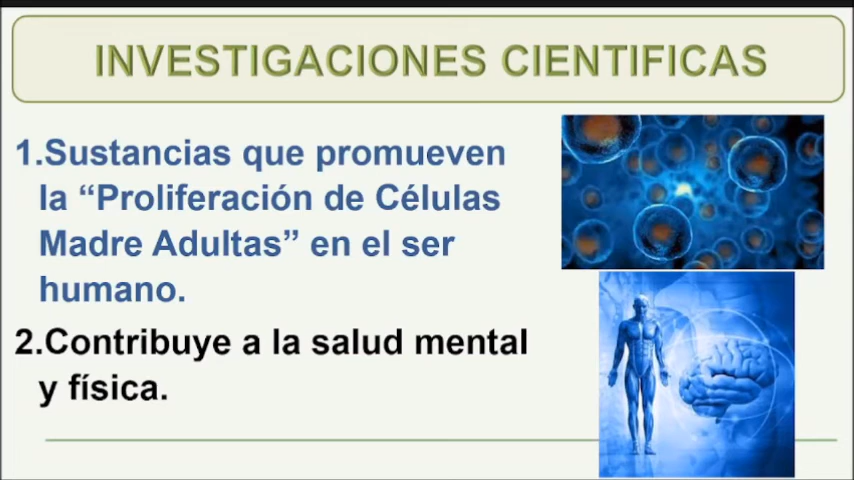 INVESTIGACIONES CIENTIFICAS
1.Sustancias que promueven
la “Proliferación de Células
Madre Adultas” en el ser
humano.
2.Contribuye a la salud mental
y física.